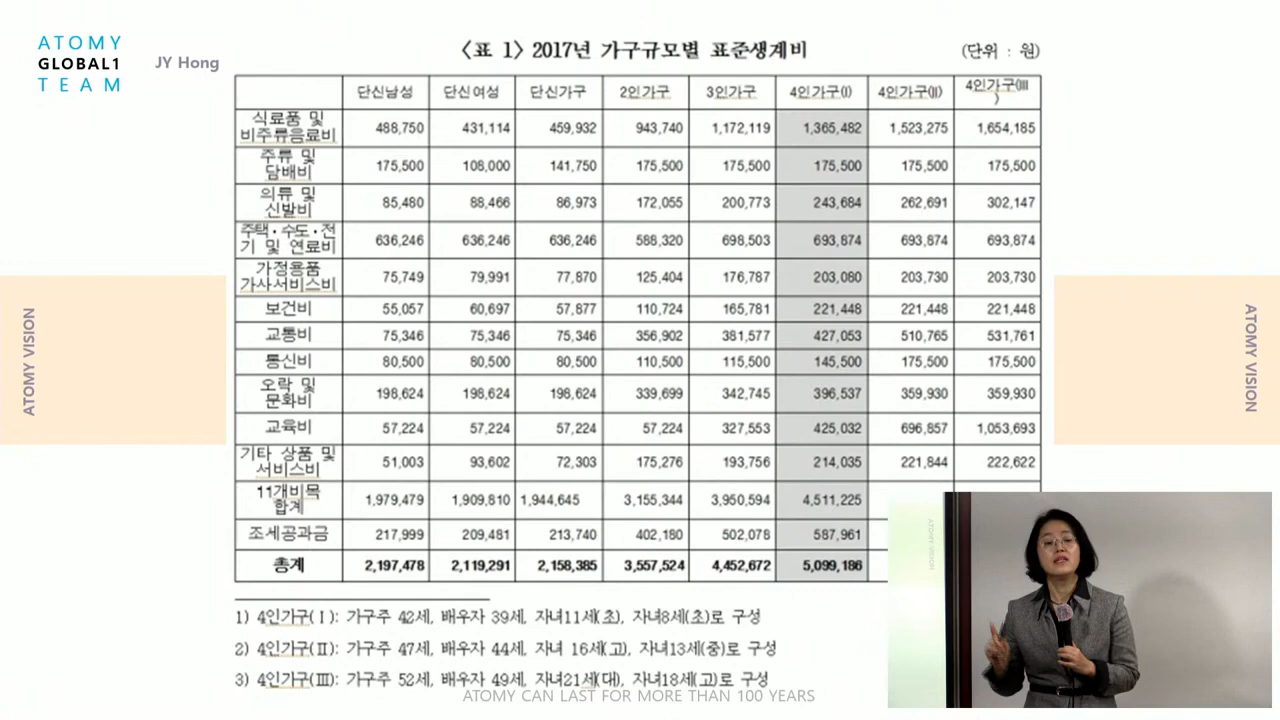 ATOMY
GLOBAL1
TEAM
JY Hong
<표 1> 2017년 가구규모별 표준생계비
(단위 : 원)
단신남성 단신여성 단신가구 2인가구 3인가구 4인가구(I) 4인가구(II) 4인가구(III
)
식료품 및
비주류음료비 488,750 431,114 459,932 943,740 1,172,119 1,365,482 1,523,275 1,654,185
주류 및
담배비 175,500 108,000 141,750 175,500 175,500 175,500 175,500 175,500
의류 및
신발비 85,480 88,466 86,973 172,055 200,773 243,684 262,691 302,147
주택·수도·전
기 및 연료비 636,246 636,246 636,246 588,320 698,503 693,874 693,874 693,874
가정용품
가사서비스비 75,749 79,991 77,870 125,404 176,787 203,080 203,730 203,730
보건비 55,057 60,697 57,877 110,724 165,781 221,448 221,448 221,448
교통비 75,346 75,346 75,346 356,902 381,577 427,053 510,765 531,761
통신비 80,500 80,500 80,500 110,500 115,500 145,500 175,500 175,500
오락 및
문화비 198,624 198,624 198,624 339,699 342,745 396,537 359,930 359,930
교육비 57,224 57,224 57,224 57,224 327,553 425,032 696,857 1,053,693
기타 상품 및
서비스비 51,003 93,602 72,303 175,276 193,756 214,035 221,844 222,622
11개비목
합계 1,979,479 1,909,810 1,944,645 3,155,344 3,950,594 4,511,225
조세공과금 217,999 209,481 213,740 402,180 502,078 587,961
총계 2,197,478 2,119,291 2,158,385 3,557,524 4,452,672 5,099,186
1) 4인가구(Ⅰ): 가구주 42세, 배우자 39세, 자녀11세(초), 자녀8세(초)로 구성
2) 4인가구(Ⅱ): 가구주 47세, 배우자 44세, 자녀 16세(고), 자녀13세(중)로 구성
3) 4인가구(Ⅲ): 가구주 52세, 배우자 49세, 자녀21세(대), 자녀18세(고)로 구성
ATOMY CAN LAST FOR MORE THAN 100 YEARS
ATOMY VISION
ATOMY VISION
ATOMY VISION